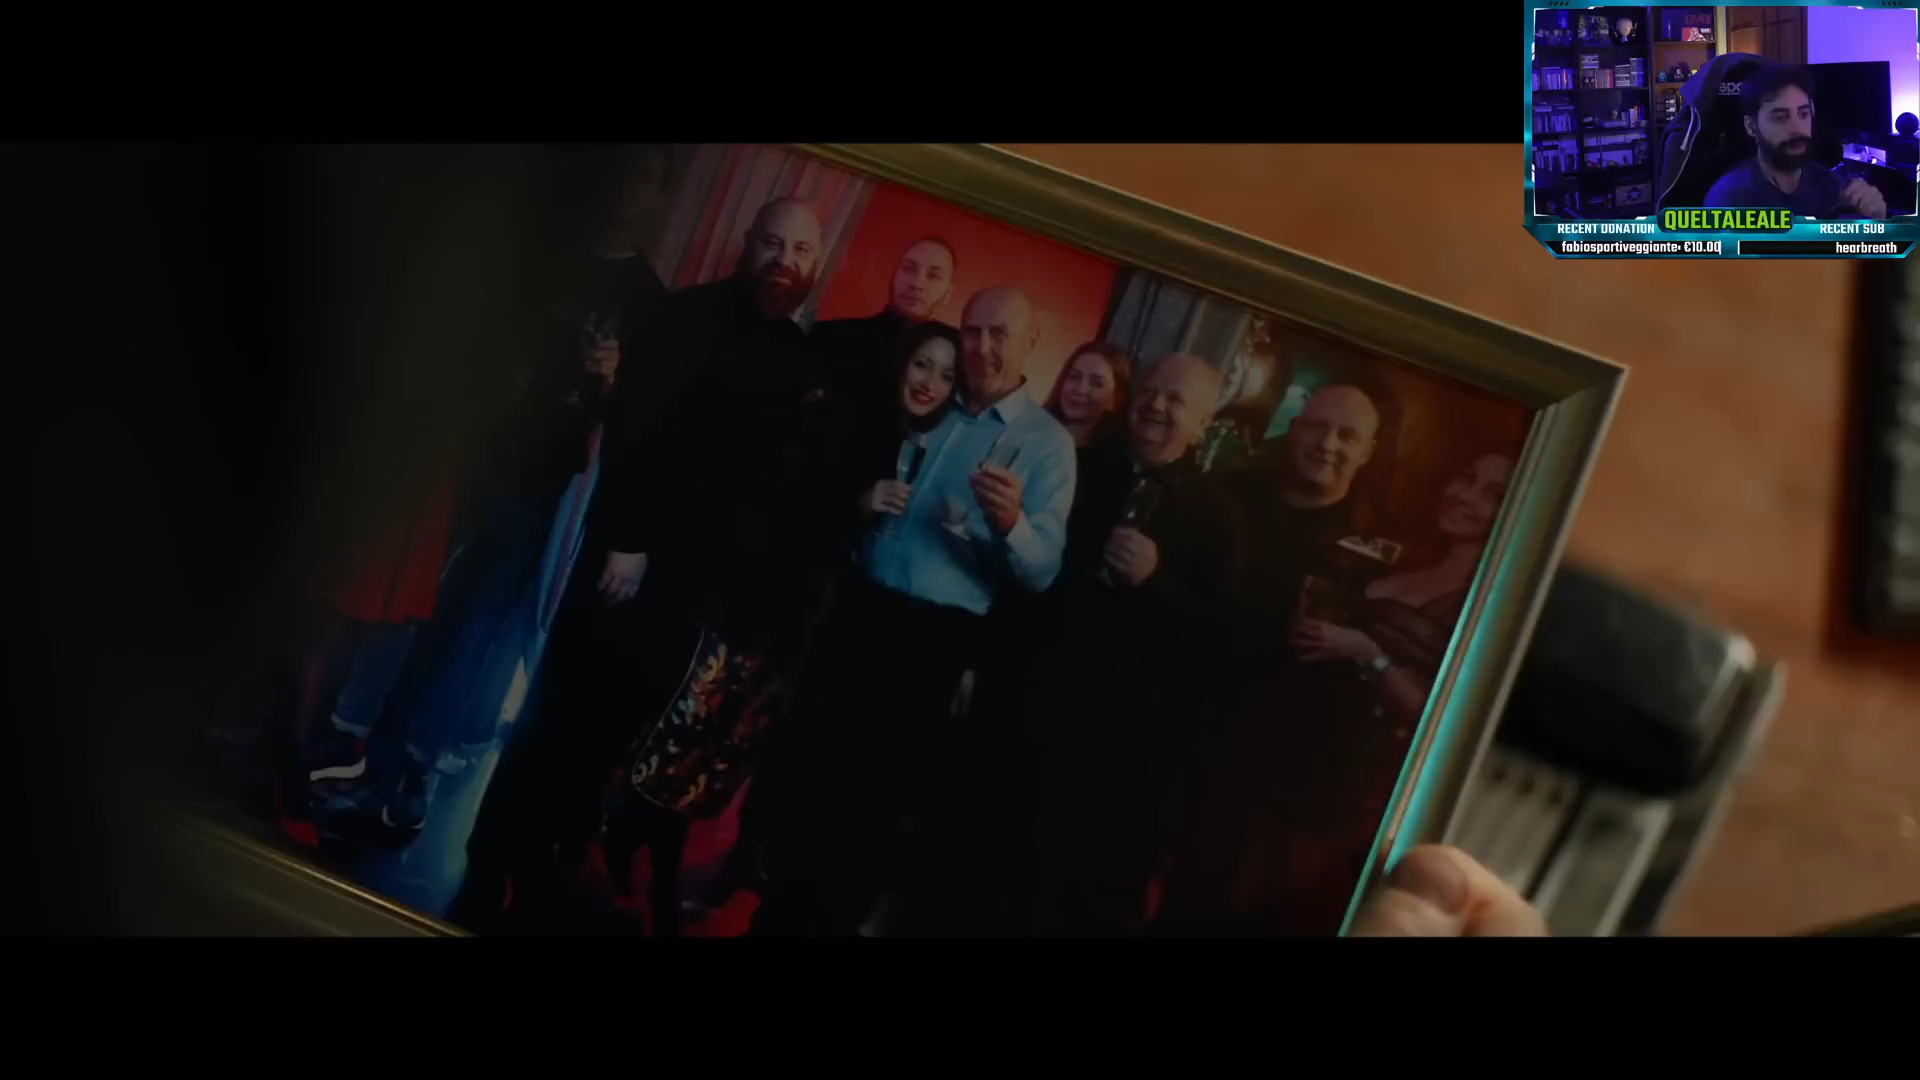 QUELTALEALE
RECENT DONATION
RECENT SUB
fabiosportiveggiante• €10.00
hearbreath